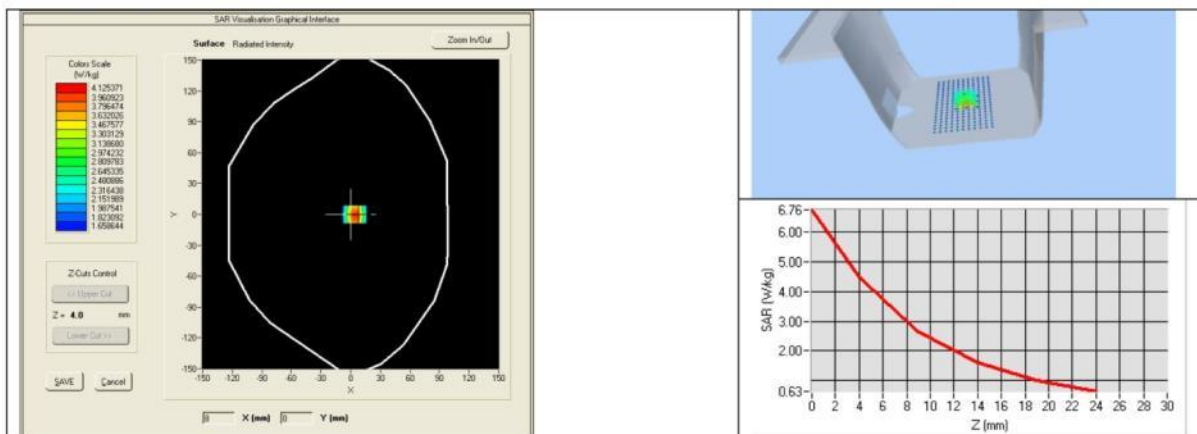 SAR Visualisation Graphical Interface
Surface Radiated Intensity
Zoom In/Out
Colors Scale
(W/kg)
4.125371
3.960923
3.796474
3.632026
3.467577
3.303129
3.138680
2.974232
2.809783
2.645335
2.480886
2.316438
2.151989
1.987541
1.823092
1.658644
Z-Cuts Control
<< Upper Cut
Z = 4.0 mm
Lower Cut >>
SAVE Cancel
Y
150
120
90
60
30
0
-30
-60
-90
-120
-150
-150 -120 -90 -60 -30 0 30 60 90 120 150
X
8 X (mm) 0 Y (mm)
SAR (W/kg)
6.76
6.00
5.00
4.00
3.00
2.00
0.63
0 2 4 6 8 10 12 14 16 18 20 22 24 26 28 30
Z (mm)